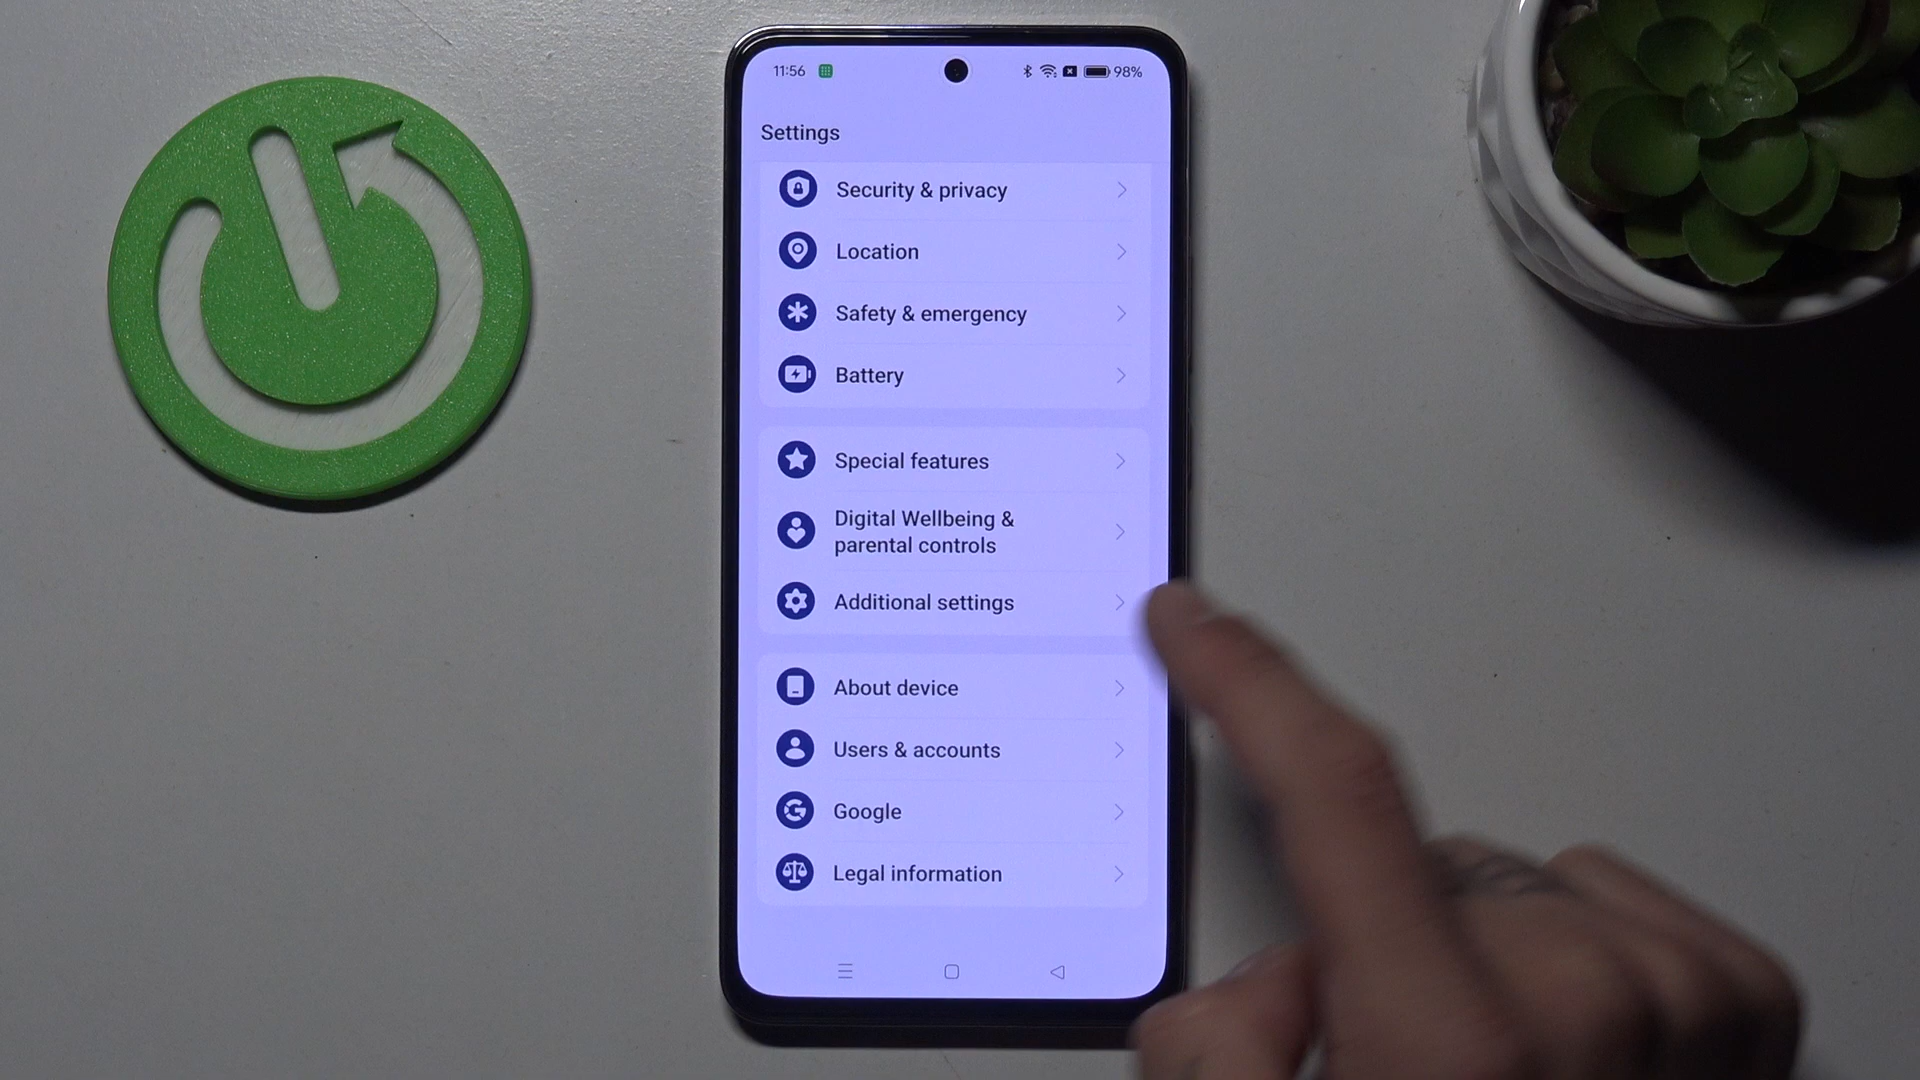 11:56
98%
Settings
Security & privacy
Location
Safety & emergency
Battery
Special features
Digital Wellbeing &
parental controls
Additional settings
About device
Users & accounts
Google
Legal information